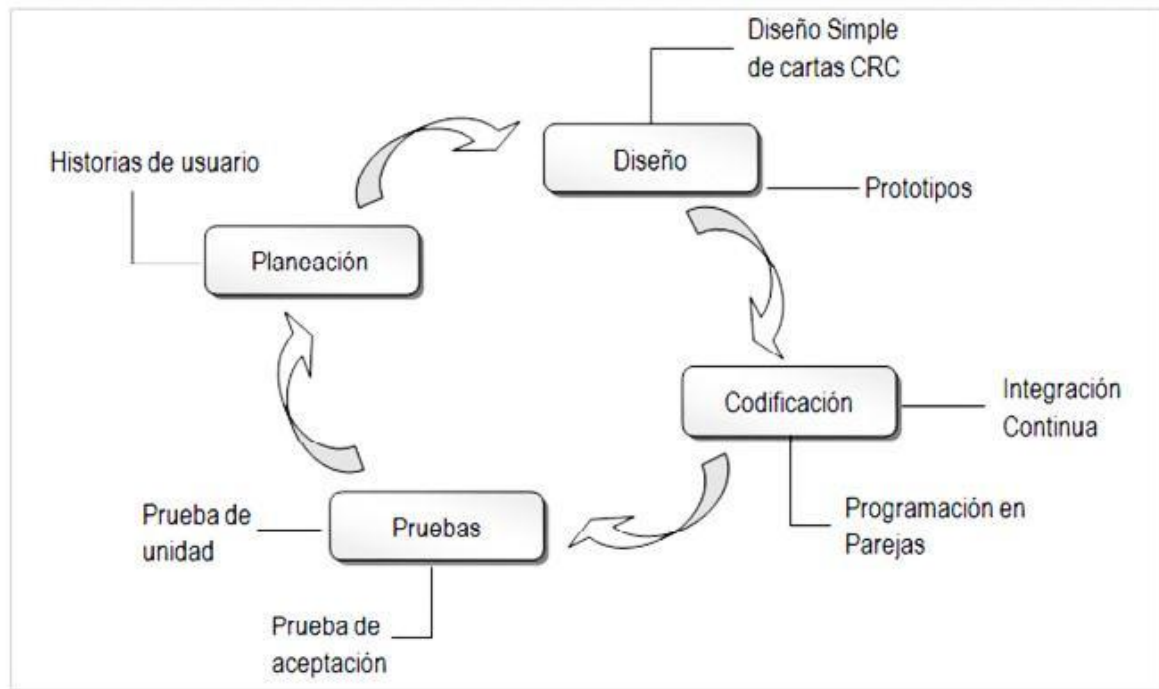 Diseño Simple
de cartas CRC
Diseño
Prototipos
Historias de usuario
Planeación
Codificación
Integración
Continua
Programación en
Parejas
Pruebas
Prueba de
unidad
Prueba de
aceptación